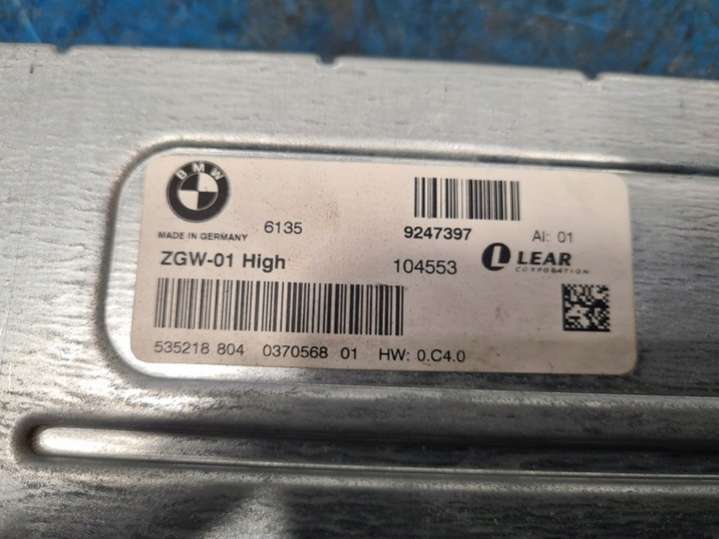 BMW
MADE IN GERMANY
6135
9247397
AI: 01
ZGW-01 High
104553
L LEAR
CORPORATION
535218 804 0370568 01 HW: 0.C4.0